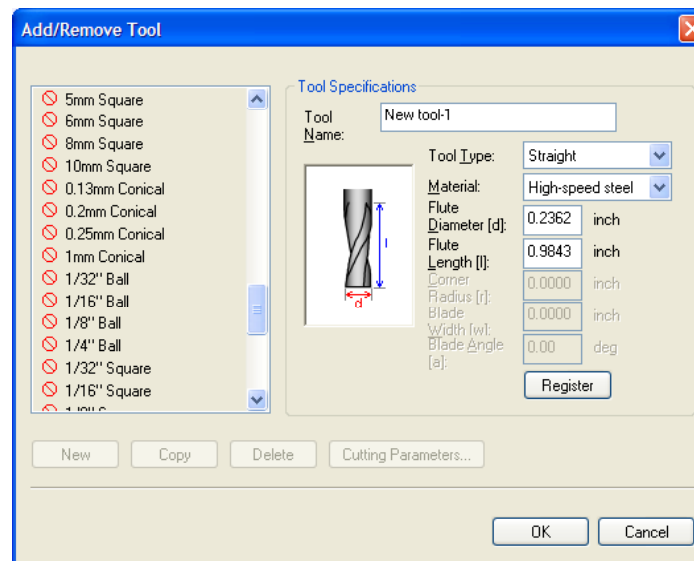 Add/Remove Tool
5mm Square
6mm Square
8mm Square
10mm Square
0.13mm Conical
0.2mm Conical
0.25mm Conical
1mm Conical
1/32" Ball
1/16" Ball
1/8" Ball
1/4" Ball
1/32" Square
1/16" Square
Tool Specifications
Tool
Name:
New tool-1
l
d
Tool Type:
Straight
Material:
High-speed steel
Flute
Diameter [d]:
0.2362
inch
Flute
Length [l]:
0.9843
inch
Corner
Radius [r]:
0.0000
inch
Blade
Width [w]:
0.0000
inch
Blade Angle
[a]:
0.00
deg
Register
New
Copy
Delete
Cutting Parameters...
OK
Cancel